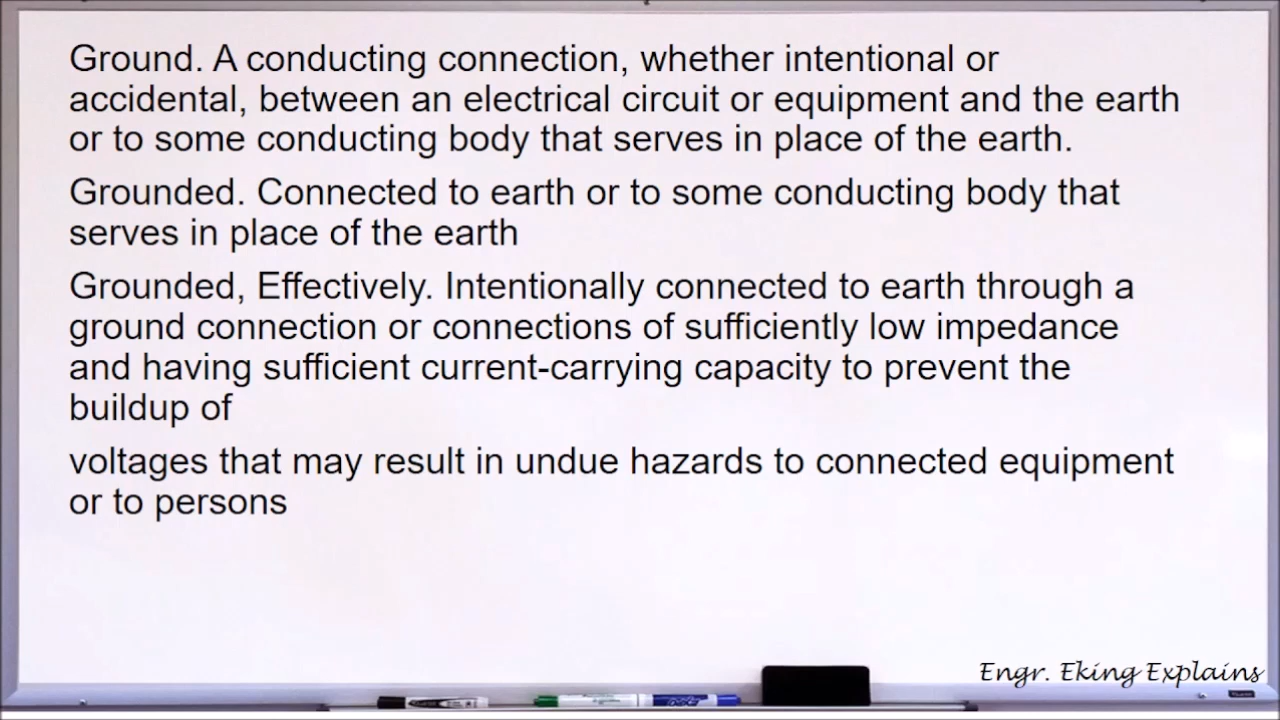 Ground. A conducting connection, whether intentional or
accidental, between an electrical circuit or equipment and the earth
or to some conducting body that serves in place of the earth.
Grounded. Connected to earth or to some conducting body that
serves in place of the earth
Grounded, Effectively. Intentionally connected to earth through a
ground connection or connections of sufficiently low impedance
and having sufficient current-carrying capacity to prevent the
buildup of
voltages that may result in undue hazards to connected equipment
or to persons
Engr. Eking Explains